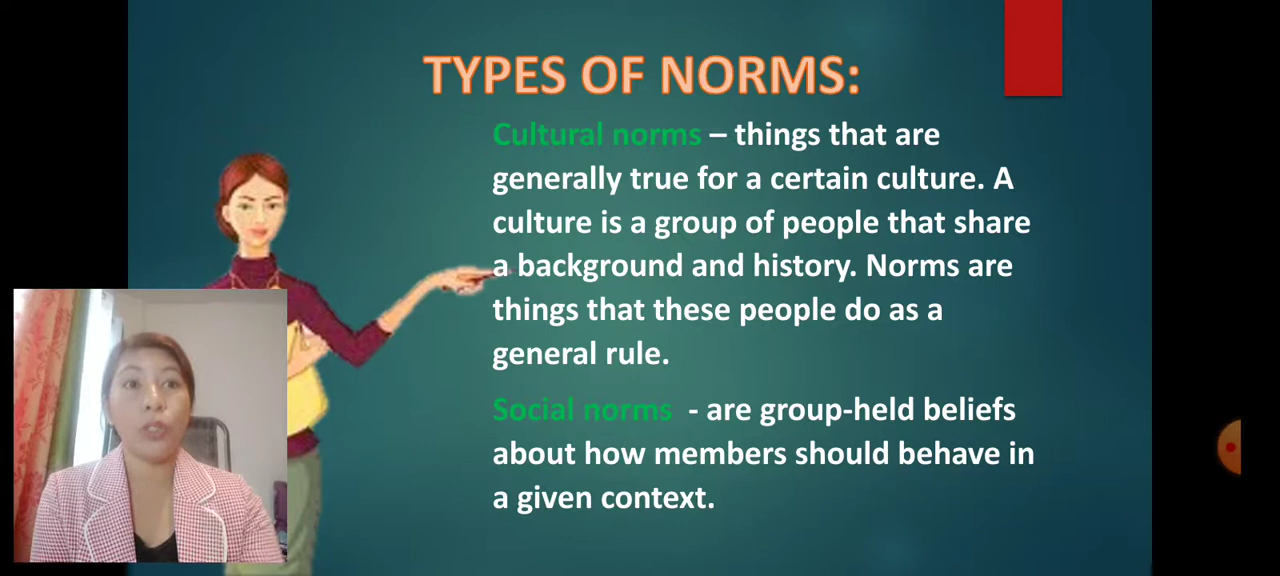 TYPES OF NORMS:
Cultural norms – things that are
generally true for a certain culture. A
culture is a group of people that share
a background and history. Norms are
things that these people do as a
general rule.
Social norms - are group-held beliefs
about how members should behave in
a given context.